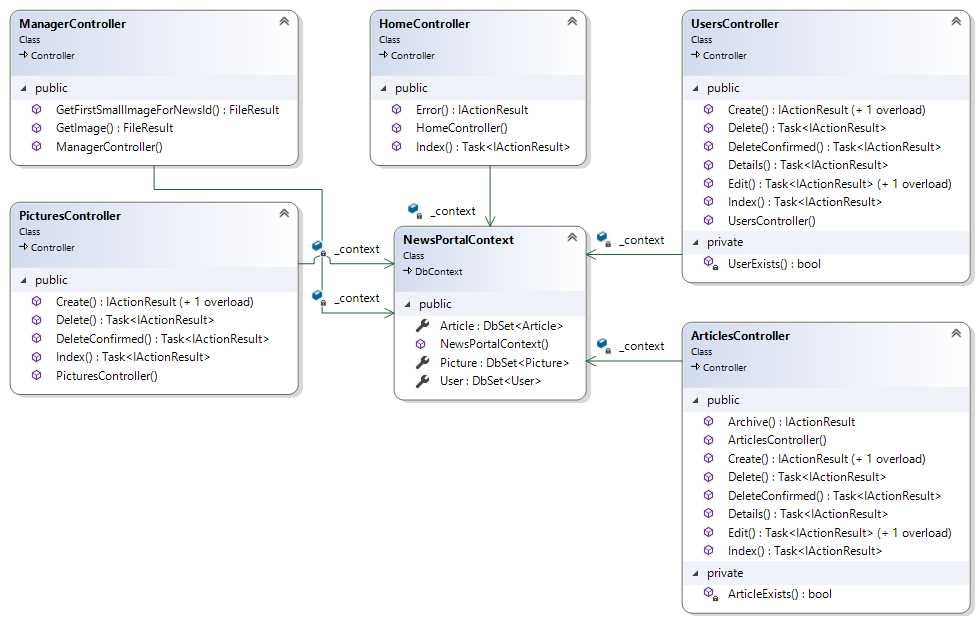 ManagerController
Class
Controller
public
GetFirstSmallImageForNewsId() : FileResult
GetImage() : FileResult
ManagerController()
HomeController
Class
Controller
public
Error() : IActionResult
HomeController()
Index() : Task<IActionResult>
UsersController
Class
Controller
public
Create() : IActionResult (+ 1 overload)
Delete() : Task<IActionResult>
DeleteConfirmed() : Task<IActionResult>
Details() : Task<IActionResult>
Edit() : Task<IActionResult> (+ 1 overload)
Index() : Task<IActionResult>
UsersController()
private
UserExists() : bool
PicturesController
Class
Controller
public
Create() : IActionResult (+ 1 overload)
Delete() : Task<IActionResult>
DeleteConfirmed() : Task<IActionResult>
Index() : Task<IActionResult>
PicturesController()
_context
_context
_context
_context
_context
NewsPortalContext
Class
DbContext
public
Article : DbSet<Article>
NewsPortalContext()
Picture : DbSet<Picture>
User : DbSet<User>
ArticlesController
Class
Controller
public
Archive() : IActionResult
ArticlesController()
Create() : IActionResult (+ 1 overload)
Delete() : Task<IActionResult>
DeleteConfirmed() : Task<IActionResult>
Details() : Task<IActionResult>
Edit() : Task<IActionResult> (+ 1 overload)
Index() : Task<IActionResult>
private
ArticleExists() : bool